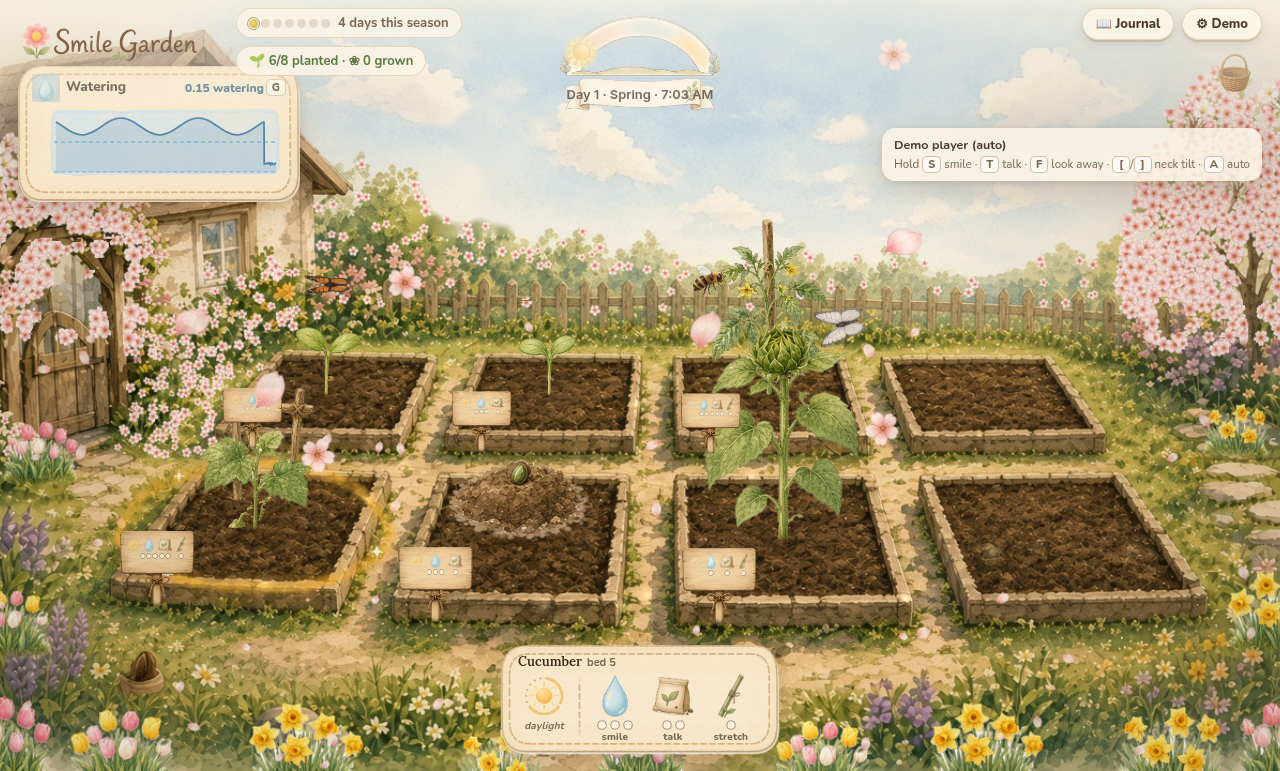 Smile Garden
4 days this season
6/8 planted · 0 grown
Day 1 · Spring · 7:03 AM
Journal
Demo
Watering
0.15 watering G
Demo player (auto)
Hold S smile · T talk · F look away · [ / ] neck tilt · A auto
Cucumber bed 5
daylight
smile
talk
stretch